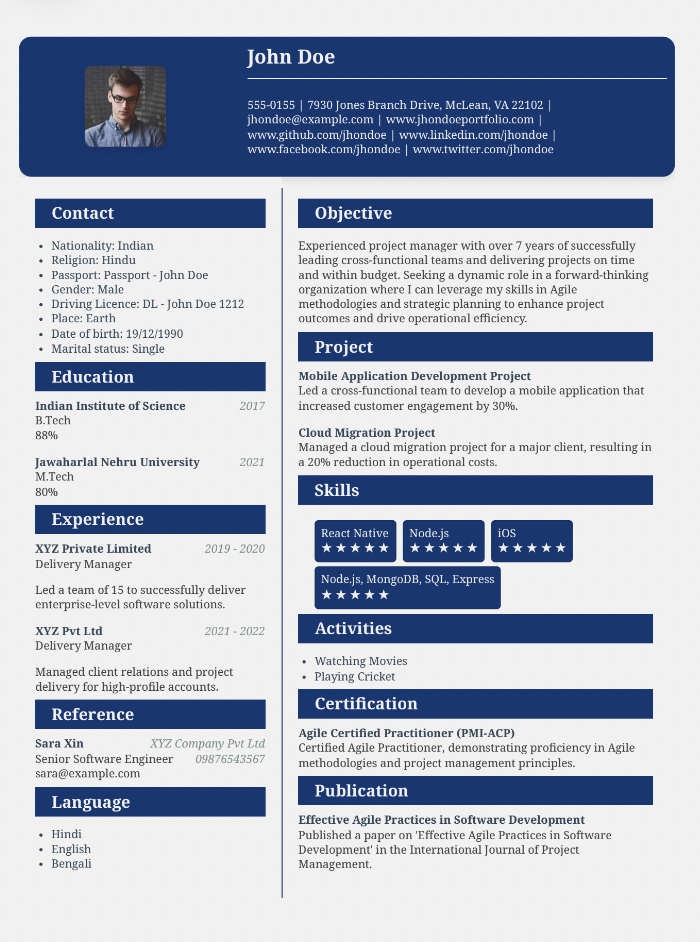 John Doe
555-0155 | 7930 Jones Branch Drive, McLean, VA 22102 |
jhondoe@example.com | www.jhondoeportfolio.com |
www.github.com/jhondoe | www.linkedin.com/jhondoe |
www.facebook.com/jhondoe | www.twitter.com/jhondoe
Contact
• Nationality: Indian
• Religion: Hindu
• Passport: Passport - John Doe
• Gender: Male
• Driving Licence: DL - John Doe 1212
• Place: Earth
• Date of birth: 19/12/1990
• Marital status: Single
Education
Indian Institute of Science 2017
B.Tech
88%
Jawaharlal Nehru University 2021
M.Tech
80%
Experience
XYZ Private Limited 2019 - 2020
Delivery Manager
Led a team of 15 to successfully deliver
enterprise-level software solutions.
XYZ Pvt Ltd 2021 - 2022
Delivery Manager
Managed client relations and project
delivery for high-profile accounts.
Reference
Sara Xin XYZ Company Pvt Ltd
Senior Software Engineer 09876543567
sara@example.com
Language
• Hindi
• English
• Bengali
Objective
Experienced project manager with over 7 years of successfully
leading cross-functional teams and delivering projects on time
and within budget. Seeking a dynamic role in a forward-thinking
organization where I can leverage my skills in Agile
methodologies and strategic planning to enhance project
outcomes and drive operational efficiency.
Project
Mobile Application Development Project
Led a cross-functional team to develop a mobile application that
increased customer engagement by 30%.
Cloud Migration Project
Managed a cloud migration project for a major client, resulting in
a 20% reduction in operational costs.
Skills
React Native Node.js iOS
★★★★★ ★★★★★ ★★★★★
Node.js, MongoDB, SQL, Express
★★★★★
Activities
• Watching Movies
• Playing Cricket
Certification
Agile Certified Practitioner (PMI-ACP)
Certified Agile Practitioner, demonstrating proficiency in Agile
methodologies and project management principles.
Publication
Effective Agile Practices in Software Development
Published a paper on 'Effective Agile Practices in Software
Development' in the International Journal of Project
Management.